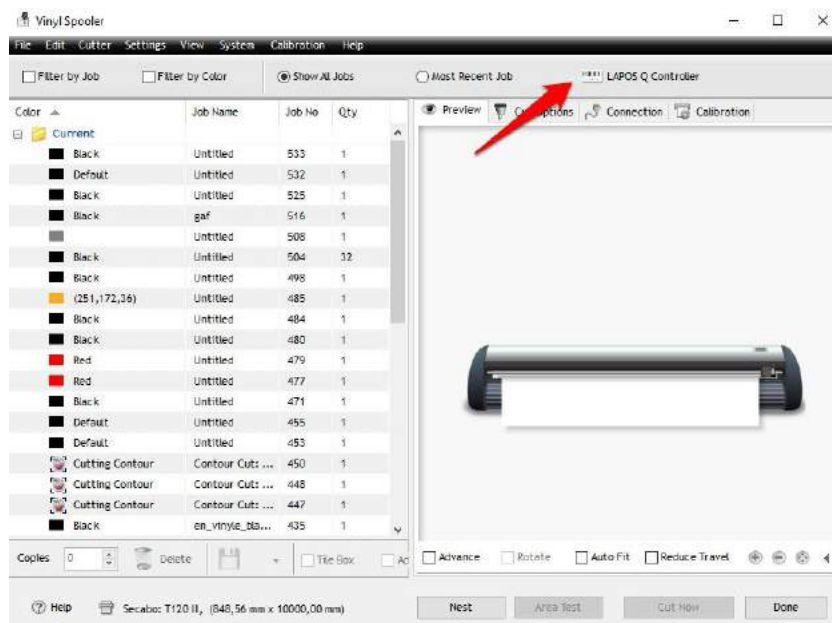 Vinyl Spooler
File Edit Cutter Settings View System Calibration Help
Filter by Job Filter by Color Show All Jobs Most Recent Job LAPOS Q Controller
Color Job Name Job No Qty
Preview Options Connection Calibration
Current
Black Untitled 533 1
Default Untitled 532 1
Black Untitled 525 1
Black gaf 516 1
Untitled 508 1
Black Untitled 504 32
Black Untitled 498 1
(251,172,36) Untitled 485 1
Black Untitled 484 1
Black Untitled 480 1
Red Untitled 479 1
Red Untitled 477 1
Black Untitled 471 1
Default Untitled 455 1
Default Untitled 453 1
Cutting Contour Contour Cut: ... 450 1
Cutting Contour Contour Cut: ... 448 1
Cutting Contour Contour Cut: ... 447 1
Black en_vinyle_bla... 435 1
Copies 0 Delete Tile Box Ad
Advance Rotate Auto Fit Reduce Travel
Help Secabo: T120 II, (848,56 mm x 10000,00 mm) Nest Area Test Cut Now Done